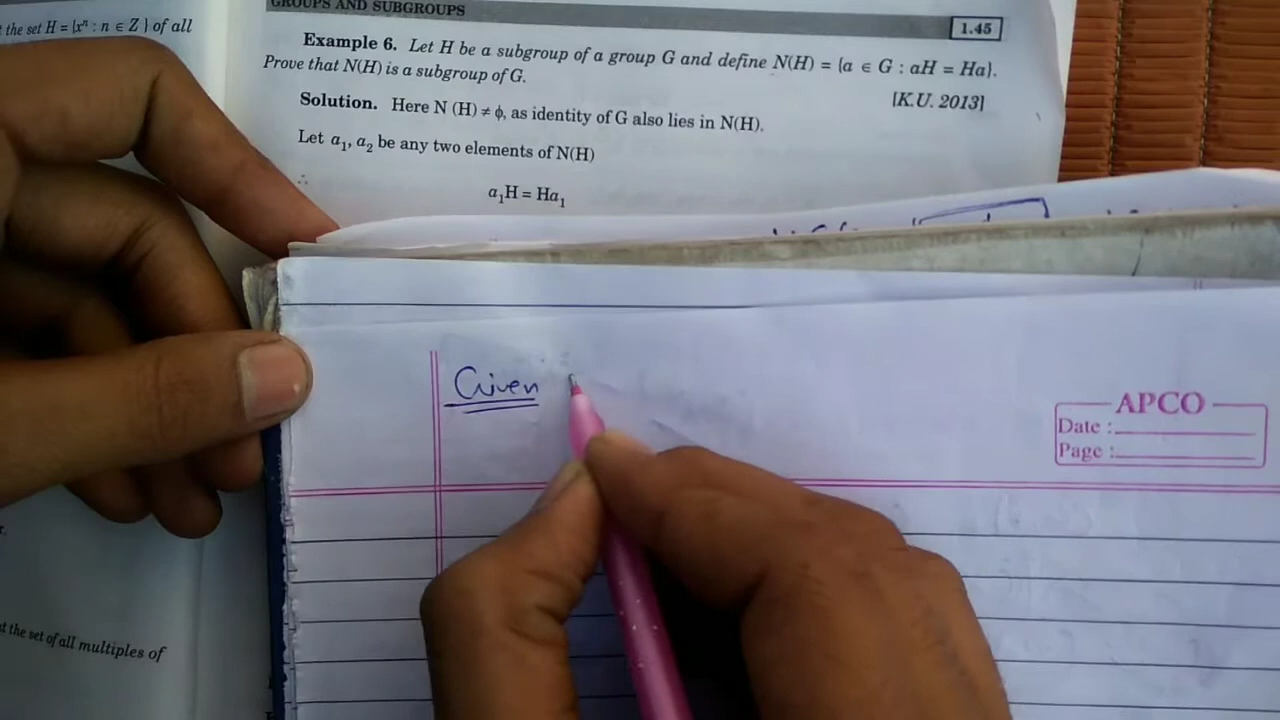 t the set H = {xⁿ : n ∈ Z } of all
GROUPS AND SUBGROUPS
1.45
Example 6. Let H be a subgroup of a group G and define N(H) = {a ∈ G : aH = Ha}.
Prove that N(H) is a subgroup of G.
[K.U. 2013]
Solution. Here N (H) ≠ ϕ, as identity of G also lies in N(H).
Let a₁, a₂ be any two elements of N(H)
∴
a₁H = Ha₁
Given
APCO
Date :
Page :
t the set of all multiples of